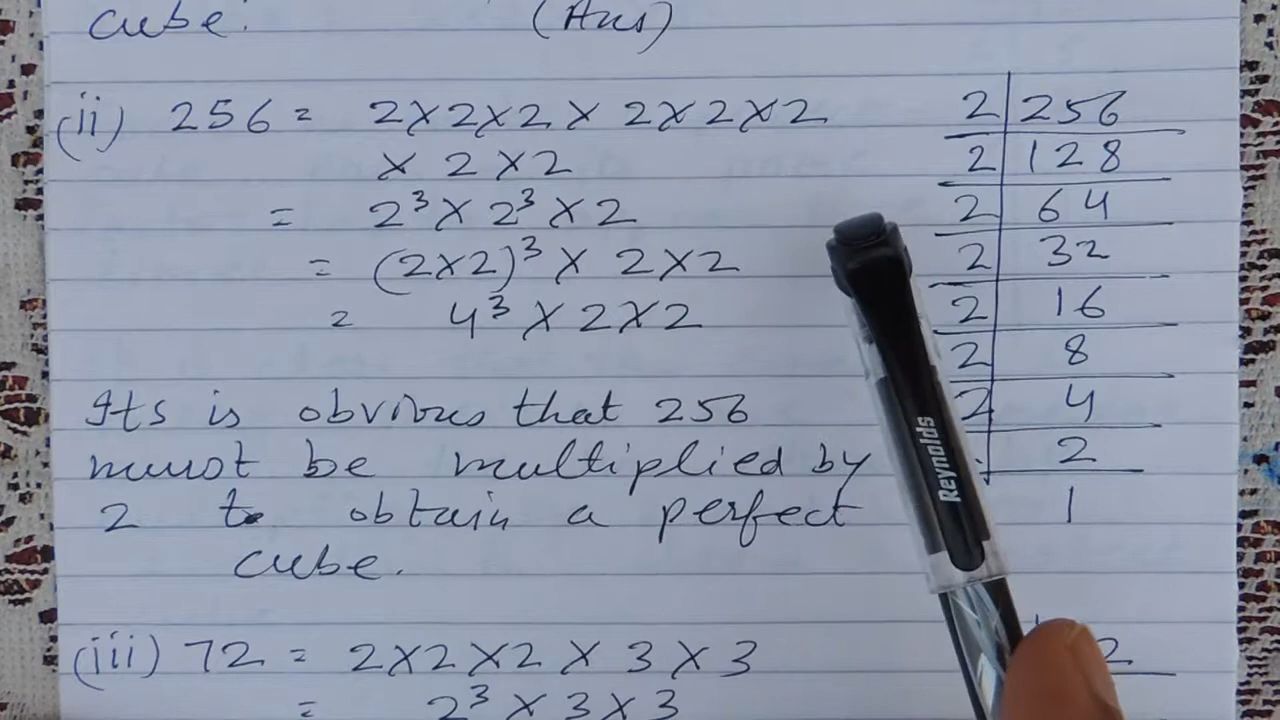 cube. (Ans)
(ii) 256 = 2×2×2 × 2×2×2
× 2×2
= 2³ × 2³ × 2
= (2×2)³ × 2×2
= 4³ × 2×2
Its is obvious that 256
must be multiplied by
2 to obtain a perfect
cube.
2 | 256
2 | 128
2 | 64
2 | 32
2 | 16
2 | 8
2 | 4
2
1
Reynolds
(iii) 72 = 2×2×2 × 3×3
= 2³ × 3×3
2